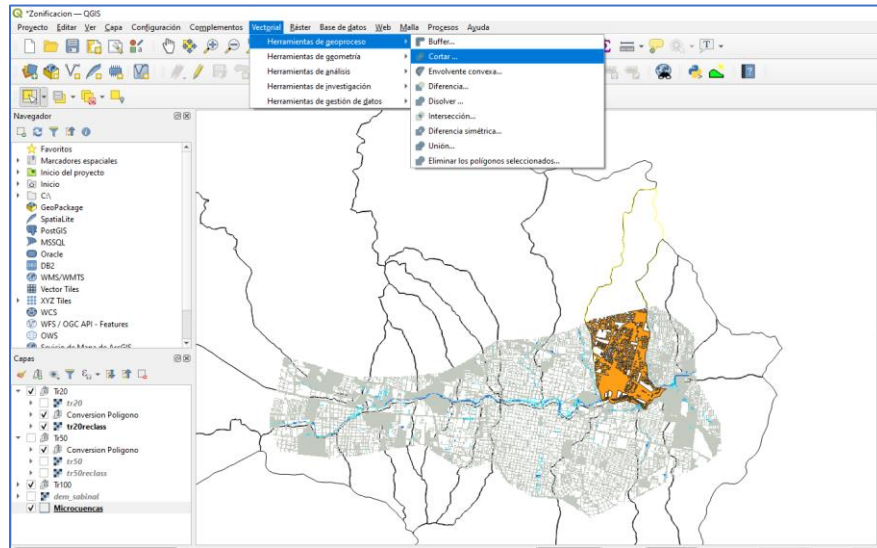 *Zonificacion — QGIS
Proyecto Editar Ver Capa Configuración Complementos Vectorial Ráster Base de datos Web Malla Procesos Ayuda
Herramientas de geoproceso
Herramientas de geometría
Herramientas de análisis
Herramientas de investigación
Herramientas de gestión de datos
Buffer...
Cortar ...
Envolvente convexa...
Diferencia...
Disolver ...
Intersección...
Diferencia simétrica...
Unión...
Eliminar los polígonos seleccionados...
Navegador
Favoritos
Marcadores espaciales
Inicio del proyecto
Inicio
C:\
GeoPackage
SpatiaLite
PostGIS
MSSQL
Oracle
DB2
WMS/WMTS
Vector Tiles
XYZ Tiles
WCS
WFS / OGC API - Features
OWS
Capas
Tr20
tr20
Conversion Poligono
tr20reclass
Tr50
Conversion Poligono
tr50
tr50reclass
Tr100
dem_sabinal
Microcuencas